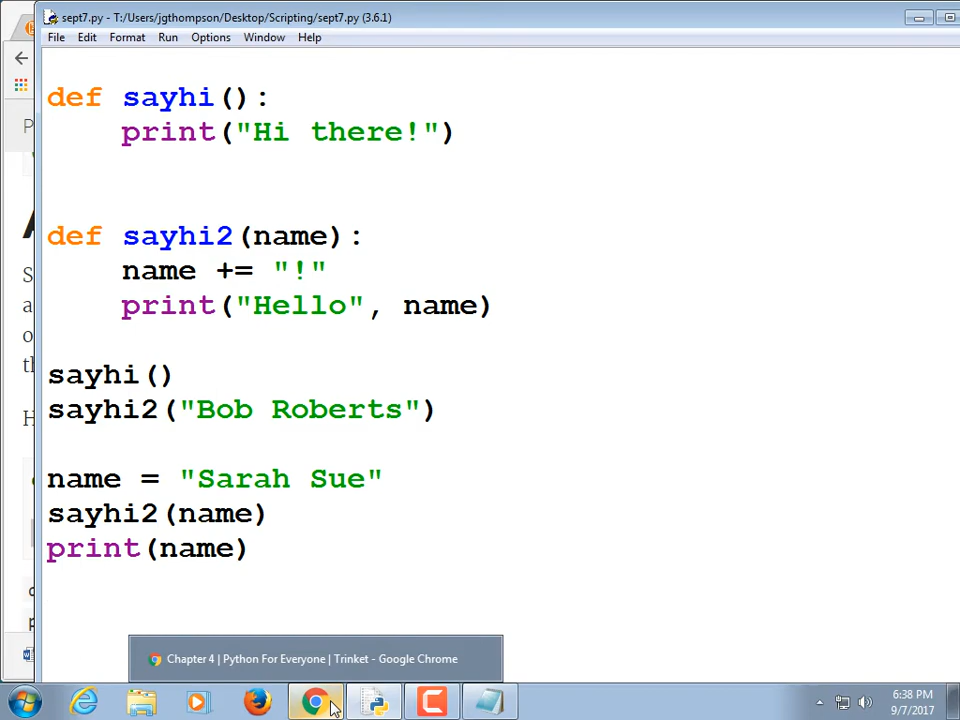 sept7.py - T:/Users/jgthompson/Desktop/Scripting/sept7.py (3.6.1)
File Edit Format Run Options Window Help
def sayhi():
print("Hi there!")
def sayhi2(name):
name += "!"
print("Hello", name)
sayhi()
sayhi2("Bob Roberts")
name = "Sarah Sue"
sayhi2(name)
print(name)
Chapter 4 | Python For Everyone | Trinket - Google Chrome
6:38 PM
9/7/2017